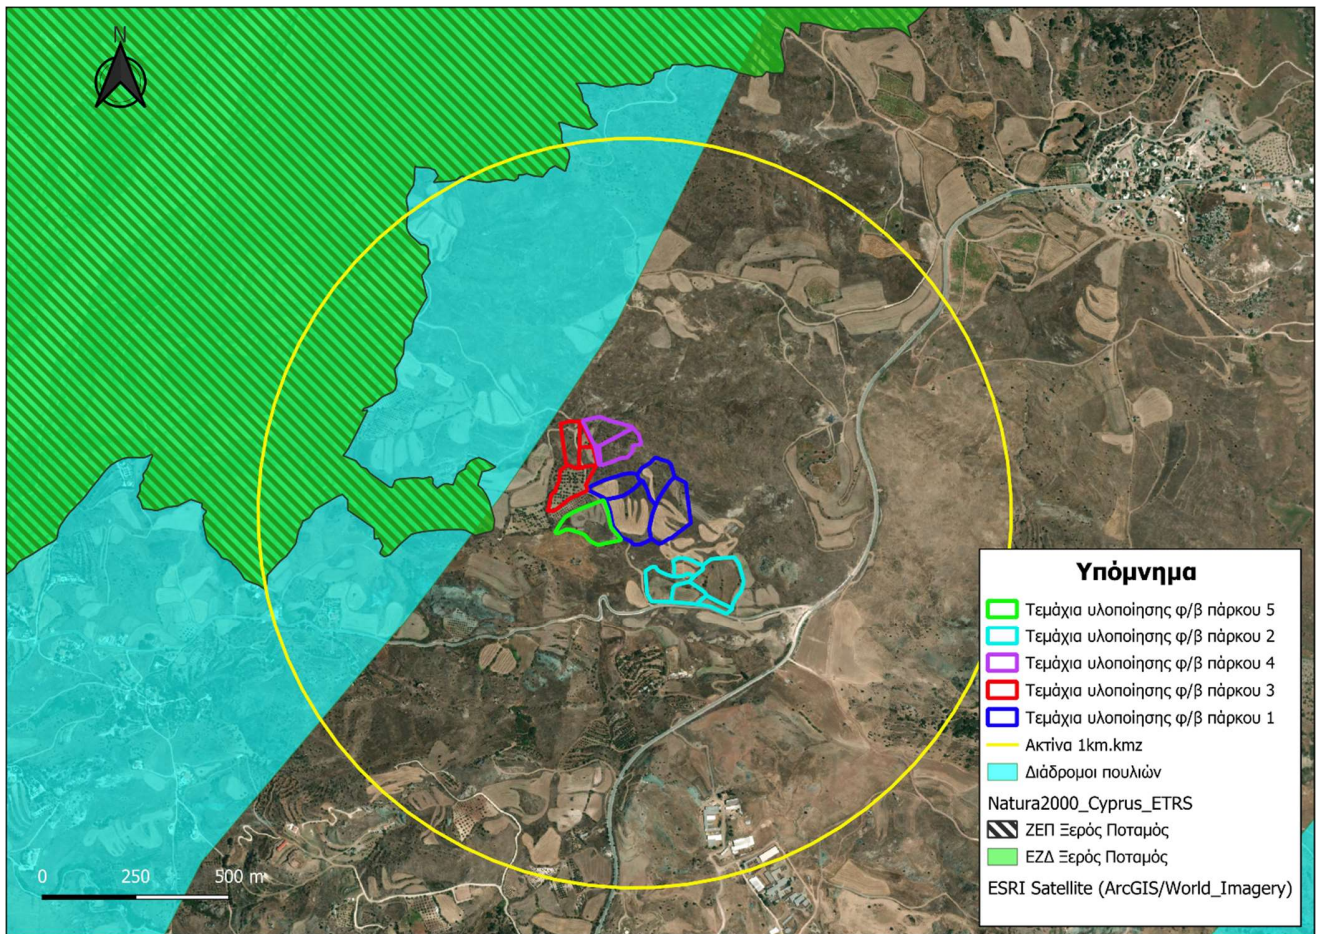 N
Υπόμνημα
Τεμάχια υλοποίησης φ/β πάρκου 5
Τεμάχια υλοποίησης φ/β πάρκου 2
Τεμάχια υλοποίησης φ/β πάρκου 4
Τεμάχια υλοποίησης φ/β πάρκου 3
Τεμάχια υλοποίησης φ/β πάρκου 1
Ακτίνα 1km.kmz
Διάδρομοι πουλιών
Natura2000_Cyprus_ETRS
ΖΕΠ Ξερός Ποταμός
ΕΖΔ Ξερός Ποταμός
ESRI Satellite (ArcGIS/World_Imagery)
0 250 500 m